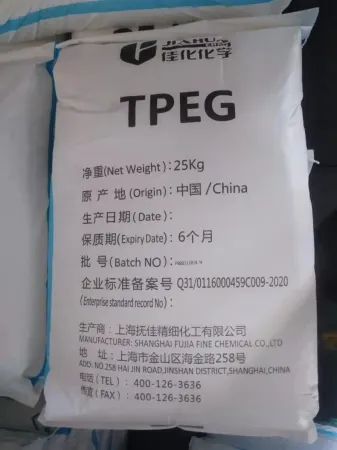 JIAHUA
佳化化学
TPEG
净重(Net Weight)：25Kg
原 产 地(Origin)：中国/China
生产日期(Date)：
保质期(Expiry Date)：6个月
批 号(Batch NO)：
企业标准备案号 Q31/0116000459C009-2020
(Enterprise standard record No)：
生产商：上海抚佳精细化工有限公司
MANUFACTURER: SHANGHAI FUJIA FINE CHEMICAL CO.,LTD
地 址：上海市金山区海金路258号
ADD: NO.258 HAI JIN ROAD,JINSHAN DISTRICT,SHANGHAI,CHINA
电话(TEL)：400-126-3636
传真(FAX)：400-126-3636